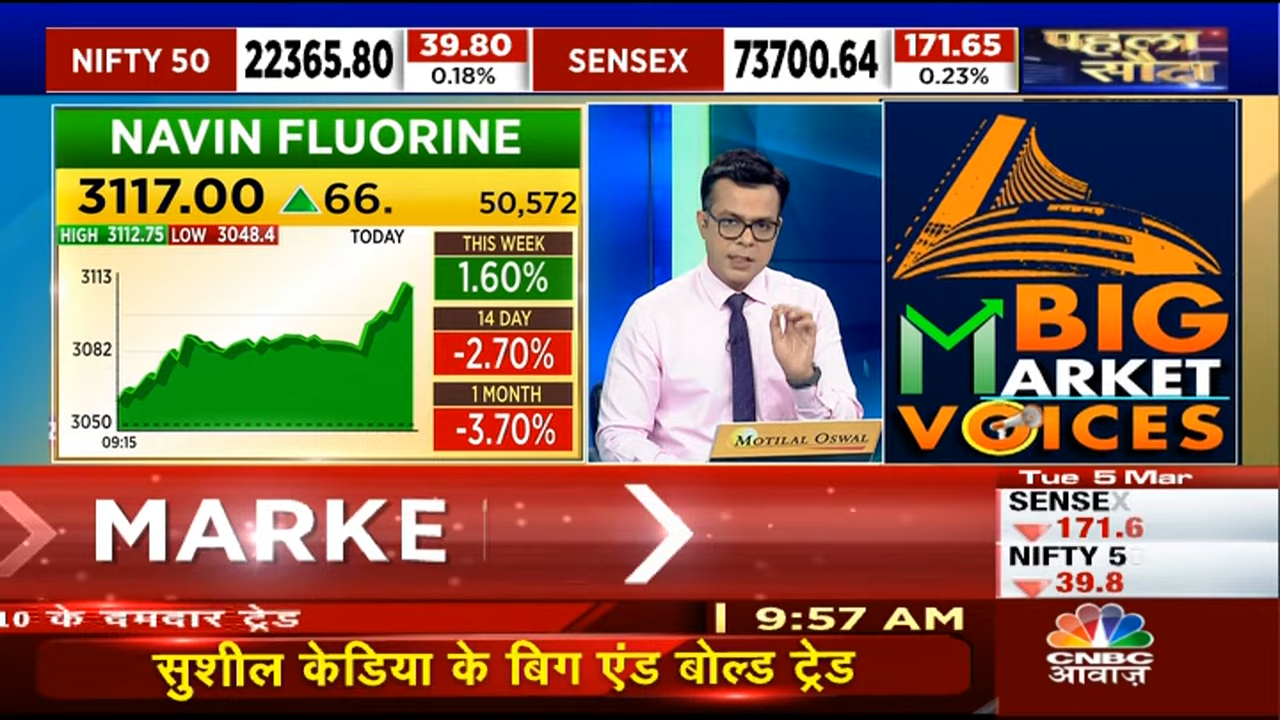 NIFTY 50 22365.80 39.80 0.18% SENSEX 73700.64 171.65 0.23% पहला सौदा
NAVIN FLUORINE
3117.00 66. 50,572
HIGH 3112.75 LOW 3048.4 TODAY
3113
3082
3050
09:15
THIS WEEK
1.60%
14 DAY
-2.70%
1 MONTH
-3.70%
MOTILAL OSWAL
BIG
MARKET
VOICES
MARKE
Tue 5 Mar
SENSEX
171.6
NIFTY 5
39.8
10 के दमदार ट्रेड
9:57 AM
सुशील केडिया के बिग एंड बोल्ड ट्रेड
CNBC
आवाज़